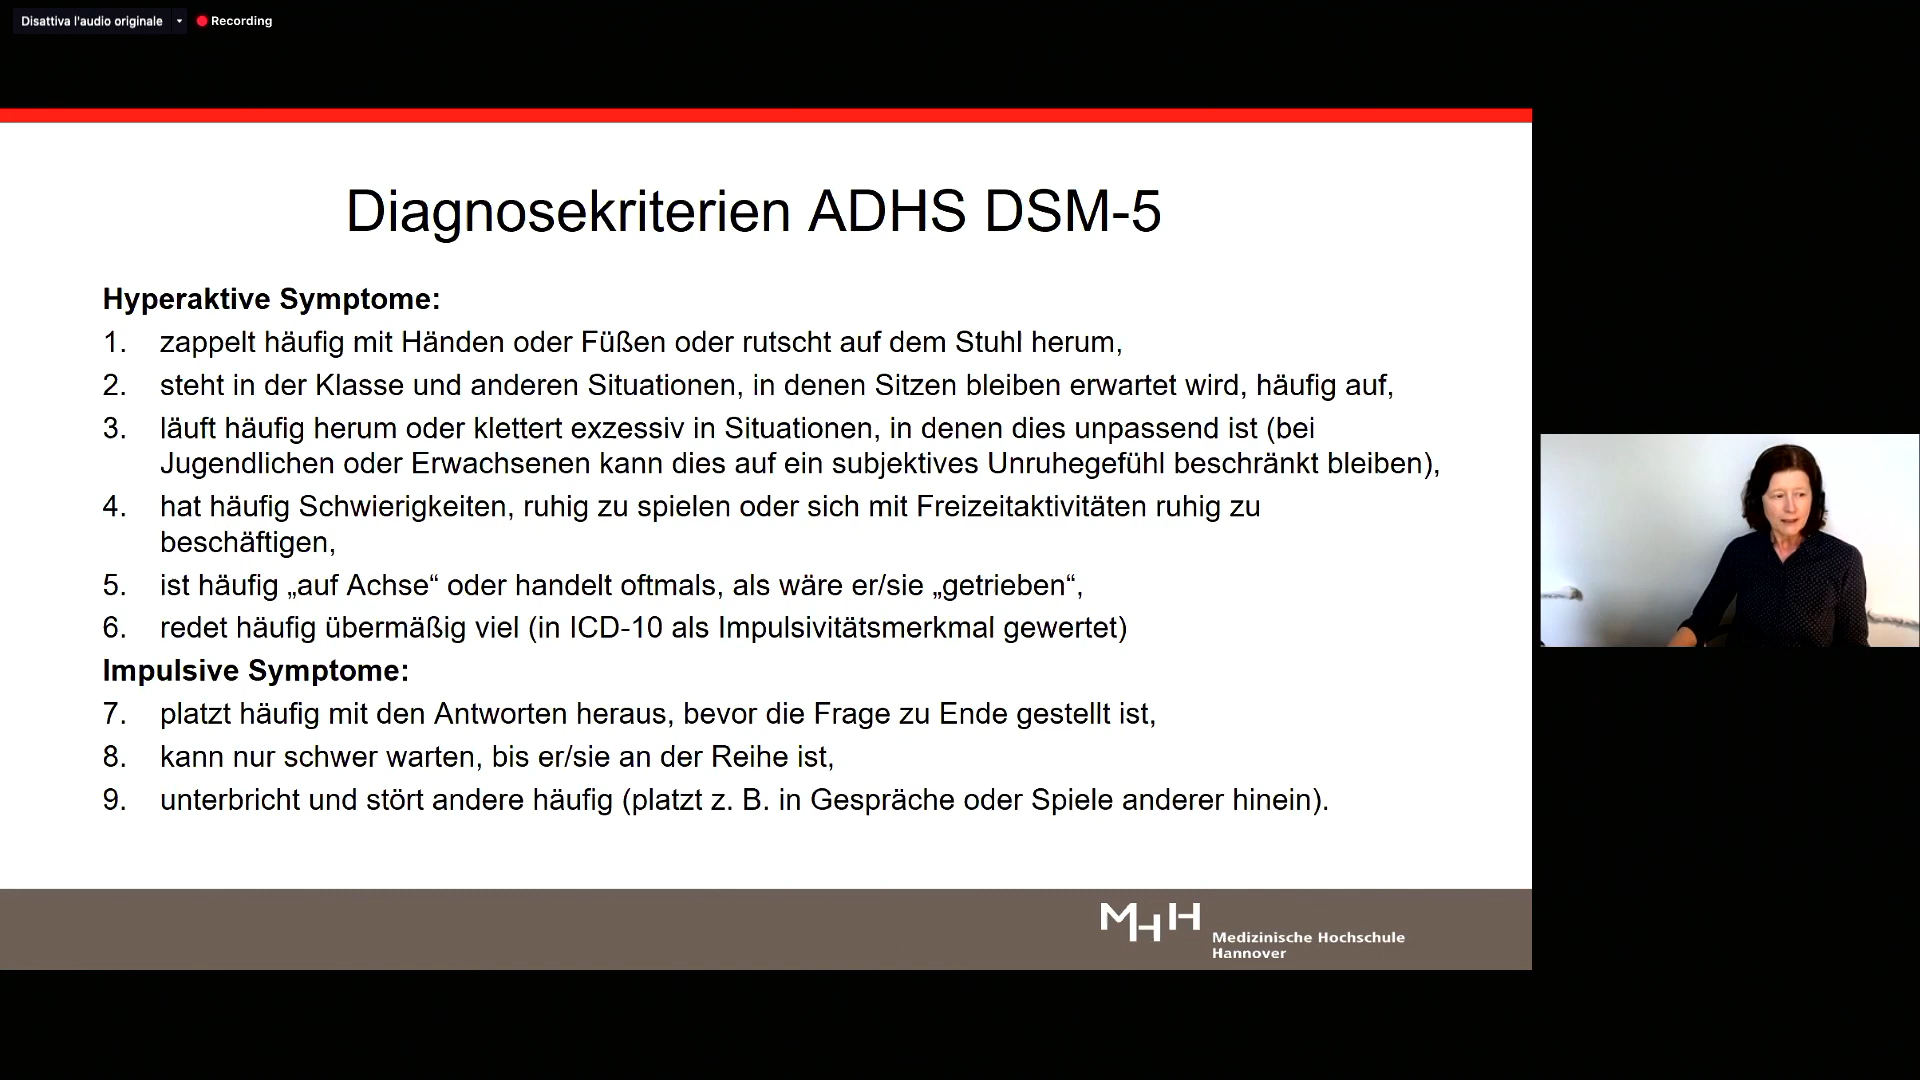 Disattiva l'audio originale
Recording
Diagnosekriterien ADHS DSM-5
Hyperaktive Symptome:
1. zappelt häufig mit Händen oder Füßen oder rutscht auf dem Stuhl herum,
2. steht in der Klasse und anderen Situationen, in denen Sitzen bleiben erwartet wird, häufig auf,
3. läuft häufig herum oder klettert exzessiv in Situationen, in denen dies unpassend ist (bei
Jugendlichen oder Erwachsenen kann dies auf ein subjektives Unruhegefühl beschränkt bleiben),
4. hat häufig Schwierigkeiten, ruhig zu spielen oder sich mit Freizeitaktivitäten ruhig zu
beschäftigen,
5. ist häufig „auf Achse“ oder handelt oftmals, als wäre er/sie „getrieben“,
6. redet häufig übermäßig viel (in ICD-10 als Impulsivitätsmerkmal gewertet)
Impulsive Symptome:
7. platzt häufig mit den Antworten heraus, bevor die Frage zu Ende gestellt ist,
8. kann nur schwer warten, bis er/sie an der Reihe ist,
9. unterbricht und stört andere häufig (platzt z. B. in Gespräche oder Spiele anderer hinein).
MHH
Medizinische Hochschule
Hannover